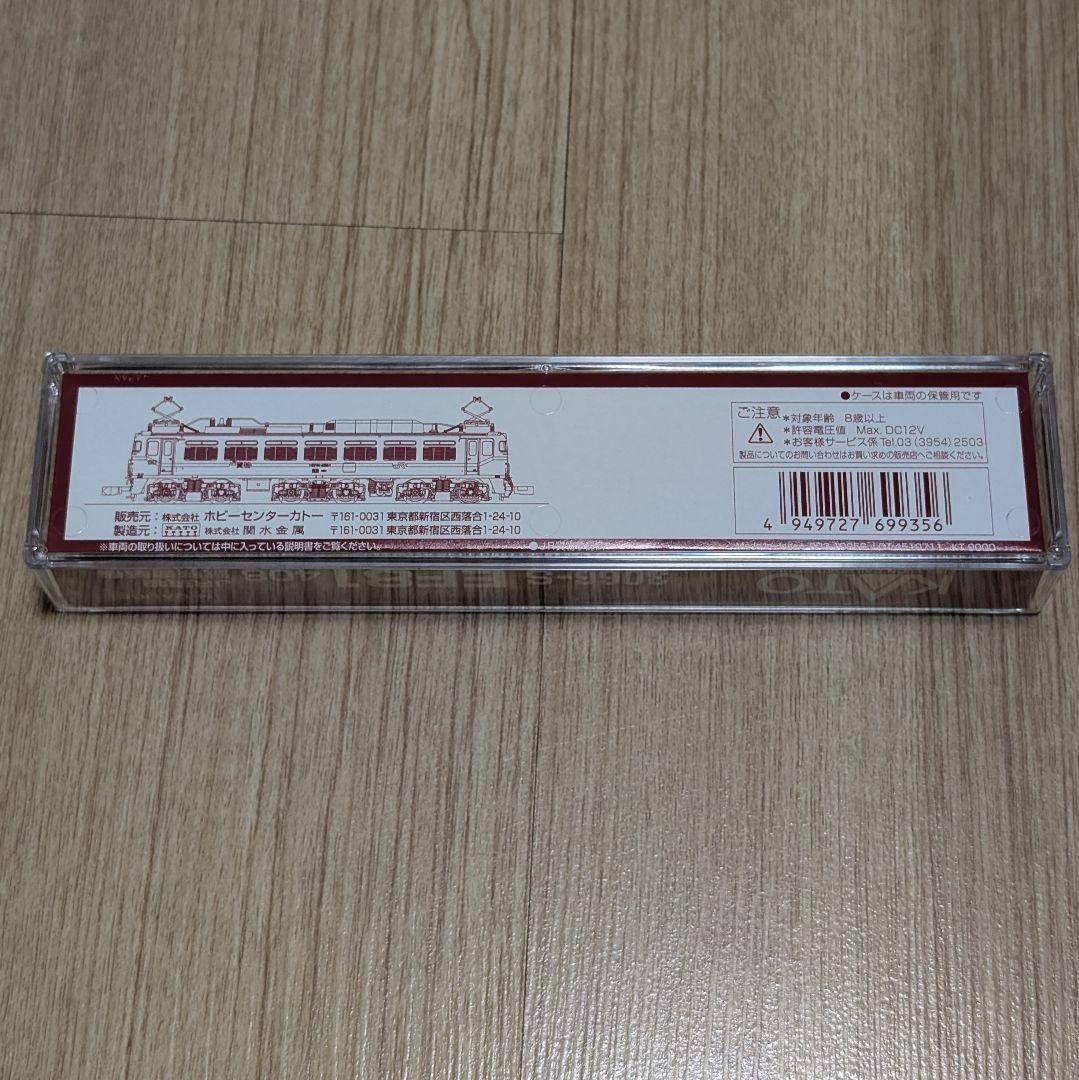 ●ケースは車両の保管用です
ご注意
*対象年齢 8歳以上
*許容電圧値 Max. DC12V
*お客様サービス係 Tel.03(3954)2503
製品についてのお問い合わせはお買い求めの販売店へご相談ください。
販売元：株式会社 ホビーセンターカトー 〒161-0031 東京都新宿区西落合1-24-10
製造元：KATO 株式会社 関水金属 〒161-0031 東京都新宿区西落合1-24-10
4 949727 699356
※車両の取り扱いについては中に入っている説明書をご覧ください。
KT 9000
KATO